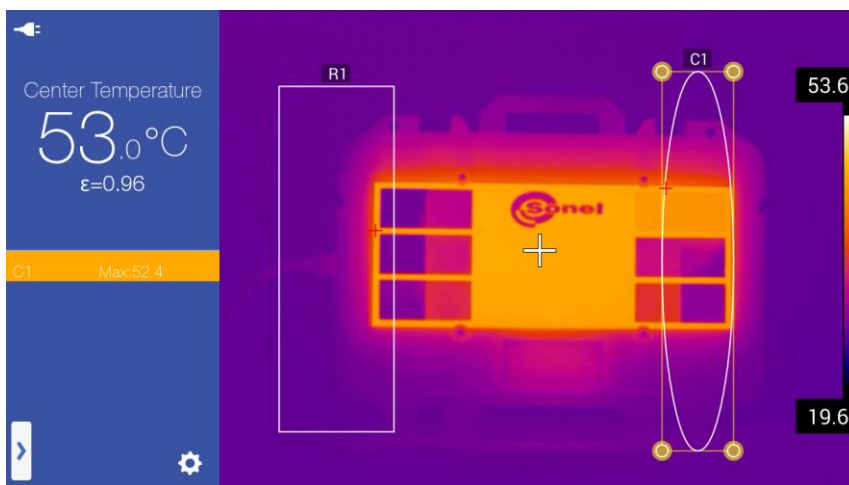 Center Temperature
53.0°C
ε=0.96
C1 Max:52.4
R1
C1
Sonel
53.6
19.6